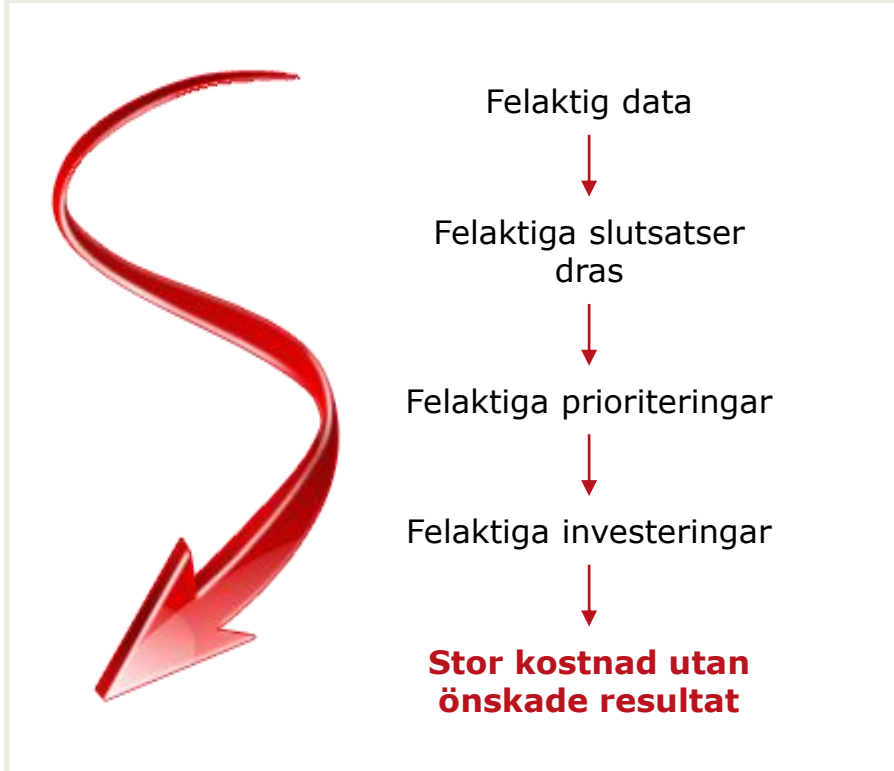 Felaktig data
Felaktiga slutsatser
dras
Felaktiga prioriteringar
Felaktiga investeringar
Stor kostnad utan
önskade resultat